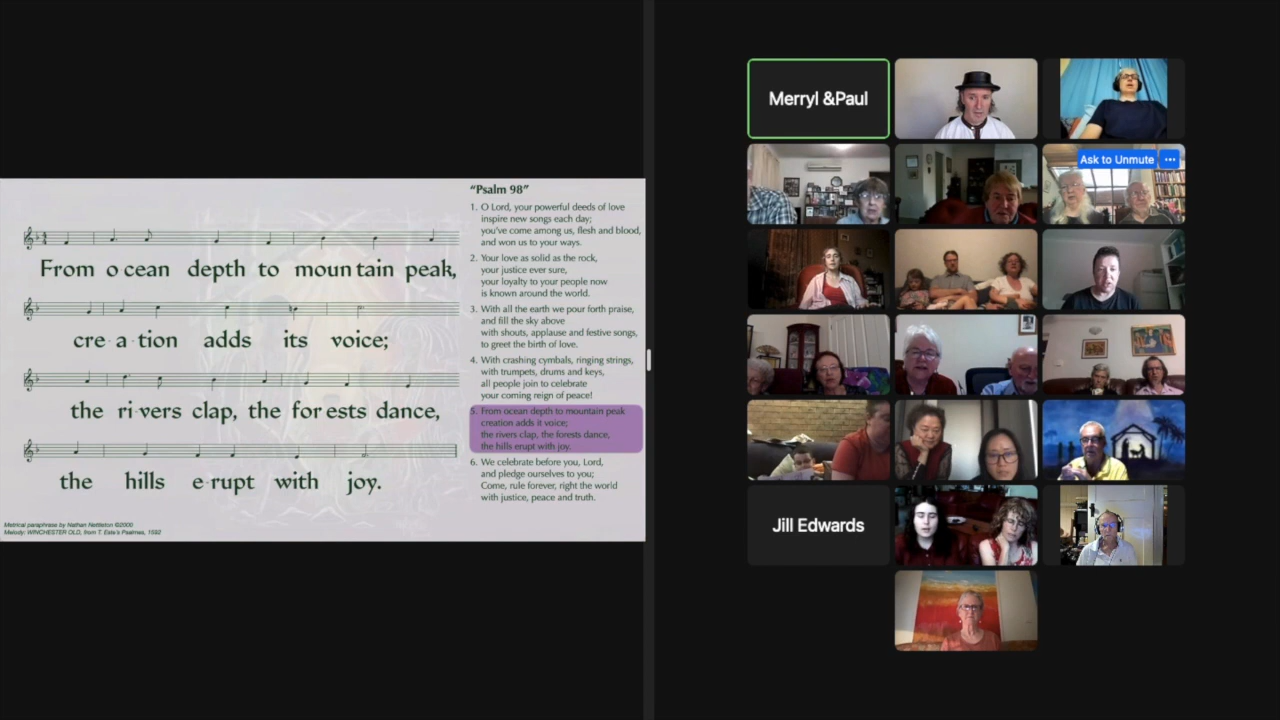 From o cean depth to moun tain peak,
cre-a-tion adds its voice;
the ri-vers clap, the for ests dance,
the hills e-rupt with joy.
Metrical paraphrase by Nathan Nettleton ©2000
Melody: WINCHESTER OLD, from T. Este's Psalmes, 1592
"Psalm 98"
1. O Lord, your powerful deeds of love
inspire new songs each day;
you've come among us, flesh and blood,
and won us to your ways.
2. Your love as solid as the rock,
your justice ever sure,
your loyalty to your people now
is known around the world.
3. With all the earth we pour forth praise,
and fill the sky above
with shouts, applause and festive songs,
to greet the birth of love.
4. With crashing cymbals, ringing strings,
with trumpets, drums and keys,
all people join to celebrate
your coming reign of peace!
5. From ocean depth to mountain peak
creation adds it voice;
the rivers clap, the forests dance,
the hills erupt with joy.
6. We celebrate before you, Lord,
and pledge ourselves to you;
Come, rule forever, right the world
with justice, peace and truth.
Merryl &Paul
Ask to Unmute
Jill Edwards